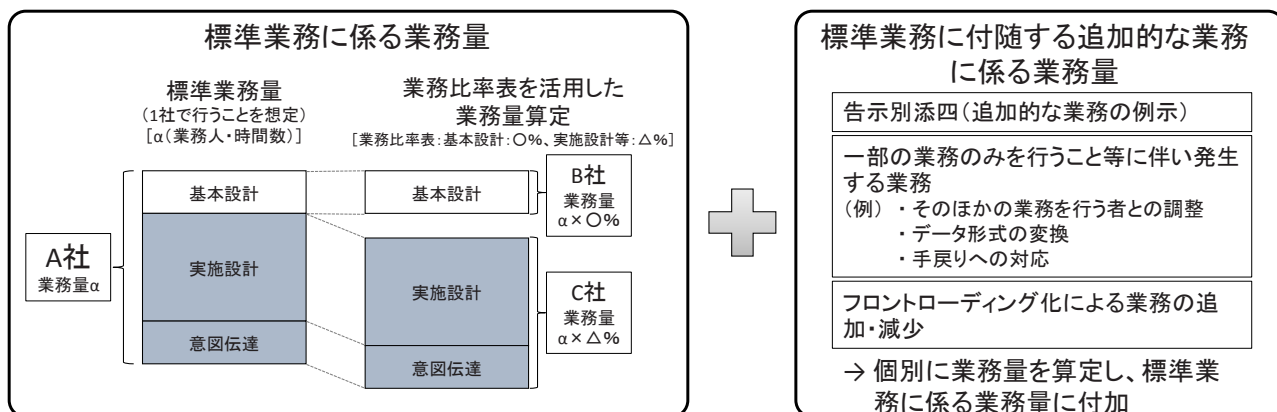 標準業務に係る業務量
標準業務量
(1社で行うことを想定)
[α(業務人・時間数)]
業務比率表を活用した
業務量算定
[業務比率表:基本設計:〇%、実施設計等:△%]
A社
業務量α
基本設計
実施設計
意図伝達
基本設計
実施設計
意図伝達
B社
業務量
α×〇%
C社
業務量
α×△%
標準業務に付随する追加的な業務
に係る業務量
告示別添四(追加的な業務の例示)
一部の業務のみを行うこと等に伴い発生
する業務
(例) ・そのほかの業務を行う者との調整
・データ形式の変換
・手戻りへの対応
フロントローディング化による業務の追
加・減少
→ 個別に業務量を算定し、標準業
務に係る業務量に付加